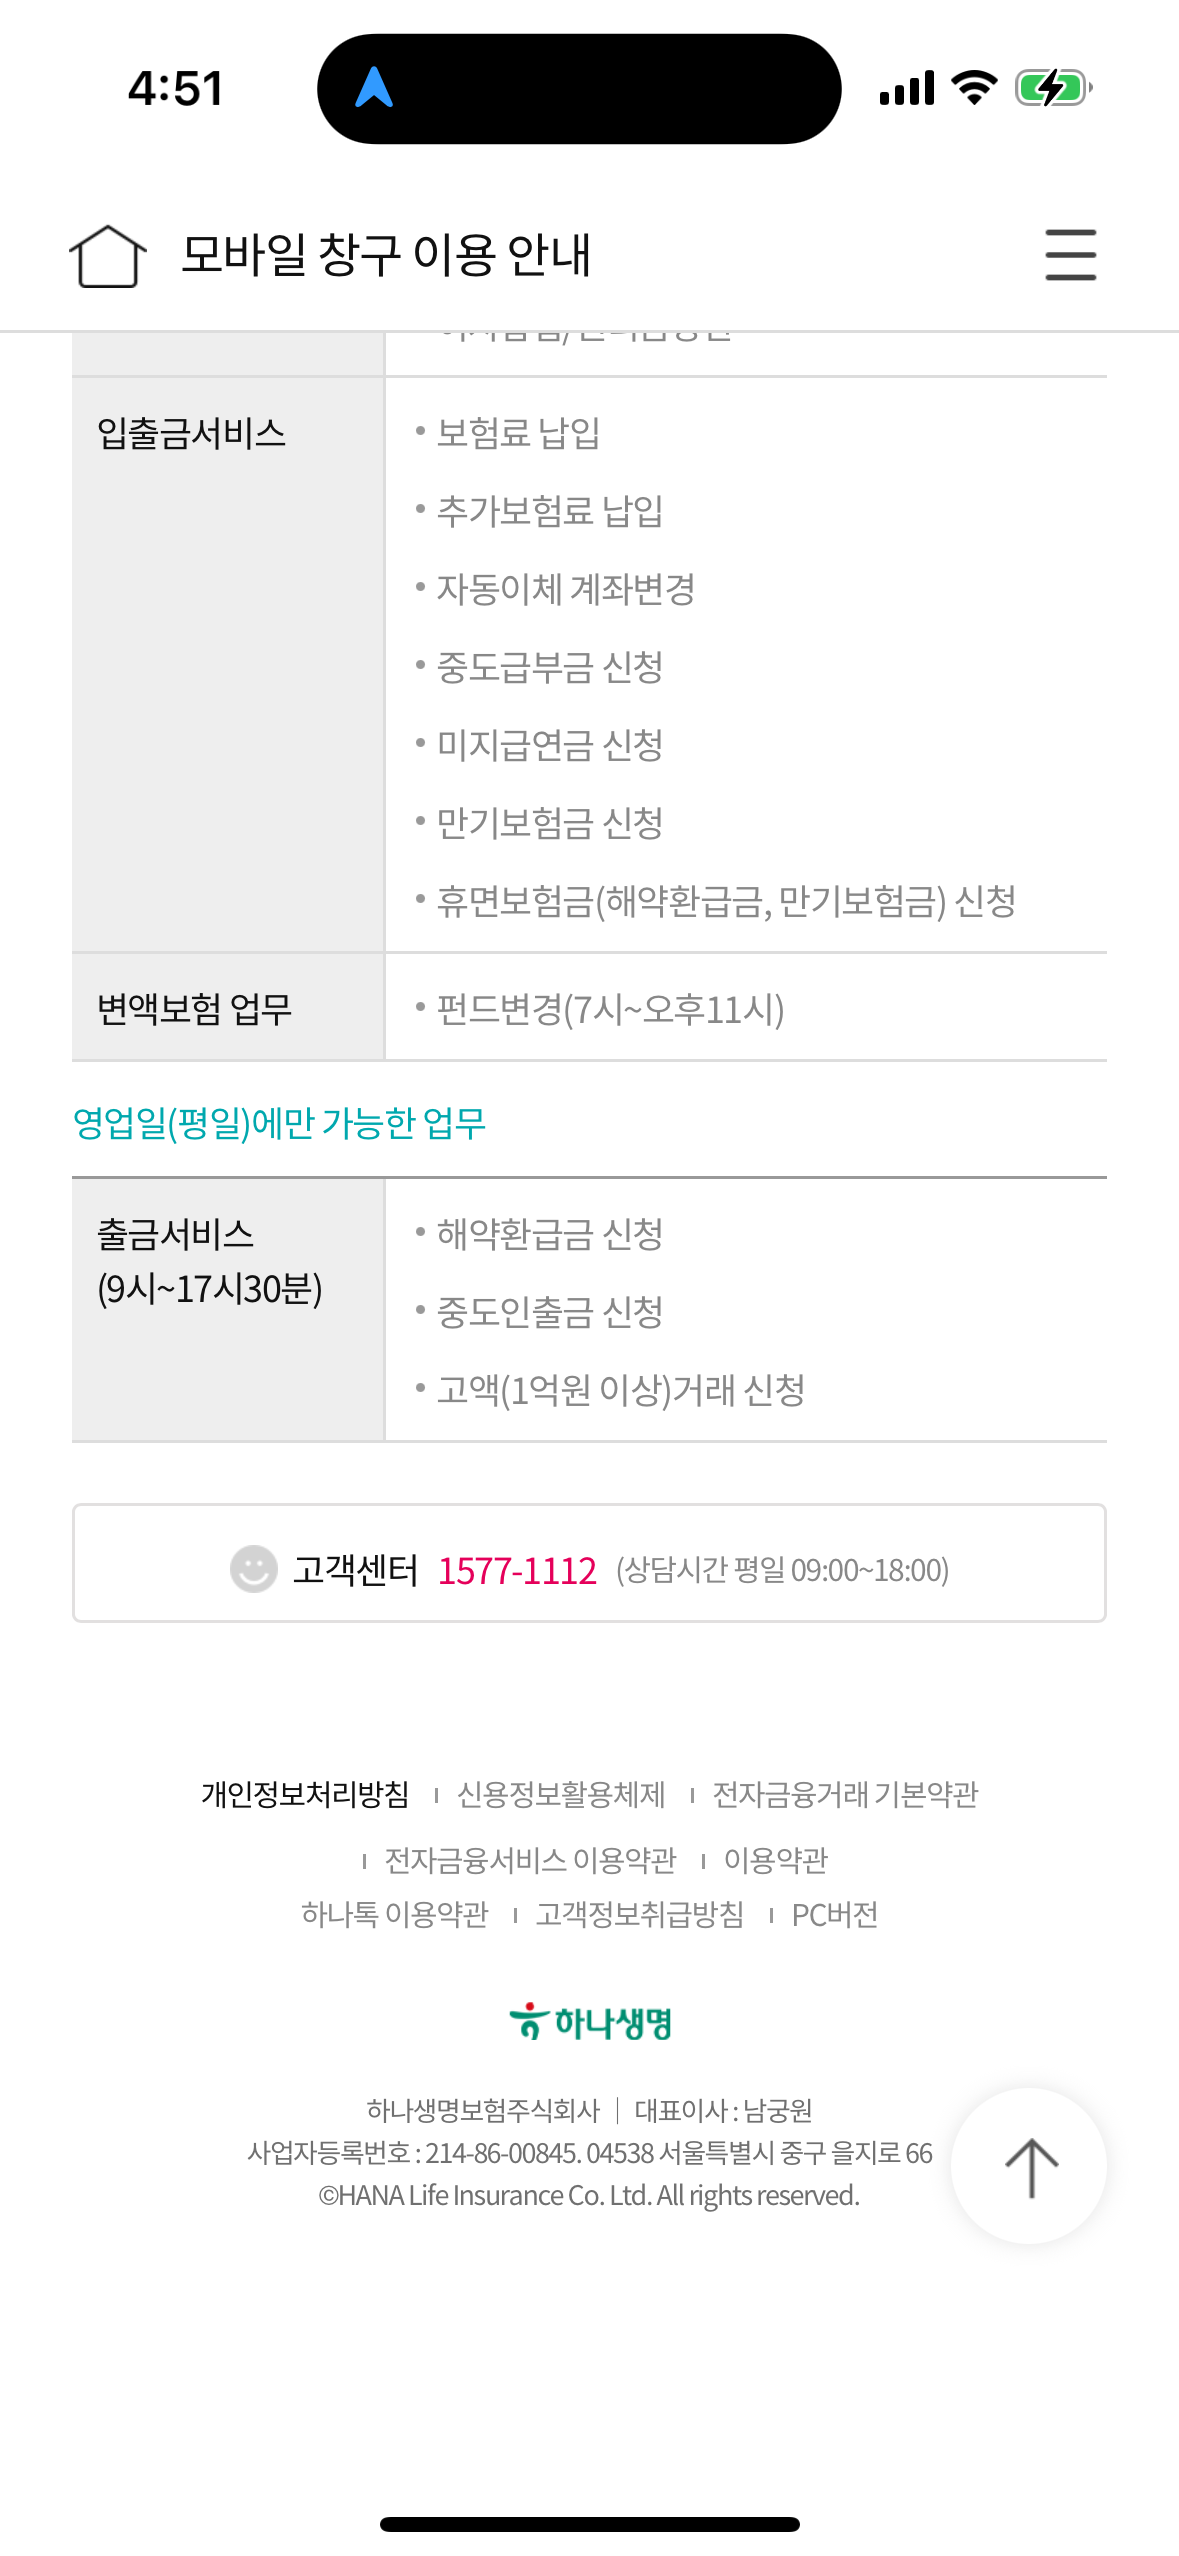 4:51
모바일 창구 이용 안내
입출금서비스
• 보험료 납입
• 추가보험료 납입
• 자동이체 계좌변경
• 중도급부금 신청
• 미지급연금 신청
• 만기보험금 신청
• 휴면보험금(해약환급금, 만기보험금) 신청
변액보험 업무
• 펀드변경(7시~오후11시)
영업일(평일)에만 가능한 업무
출금서비스
(9시~17시30분)
• 해약환급금 신청
• 중도인출금 신청
• 고액(1억원 이상)거래 신청
고객센터 1577-1112 (상담시간 평일 09:00~18:00)
개인정보처리방침 | 신용정보활용체제 | 전자금융거래 기본약관
| 전자금융서비스 이용약관 | 이용약관
하나톡 이용약관 | 고객정보취급방침 | PC버전
하나생명
하나생명보험주식회사 | 대표이사 : 남궁원
사업자등록번호 : 214-86-00845. 04538 서울특별시 중구 을지로 66
©HANA Life Insurance Co. Ltd. All rights reserved.